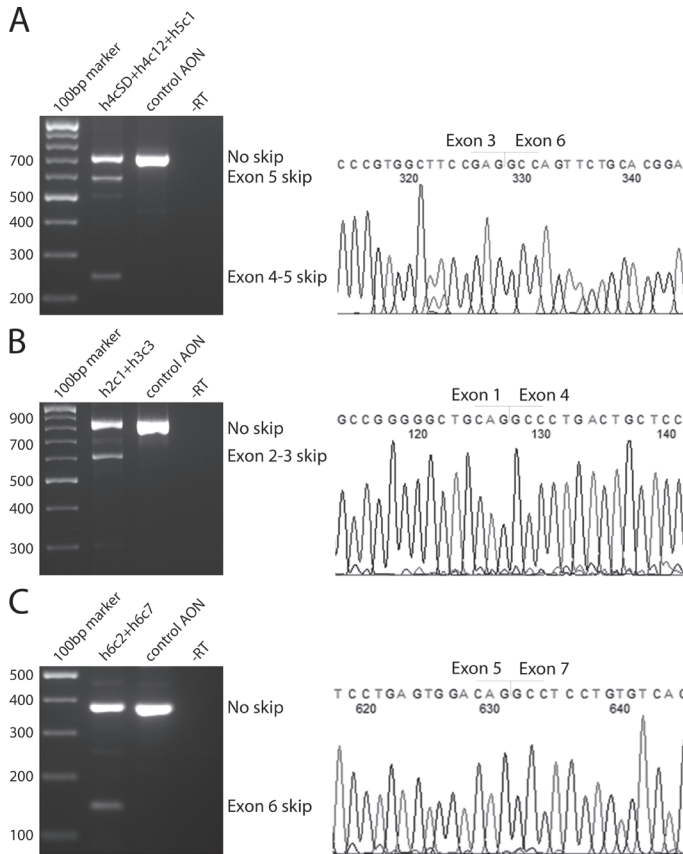 A
100bp marker
h4cSD+h4c12+h5c1
control AON
-RT
700
500
400
300
200
No skip
Exon 5 skip
Exon 4-5 skip
Exon 3 Exon 6
C C C G T G G C T T C C G A G G C C A G T T C T G C A C G G A
320 330 340
B
100bp marker
h2c1+h3c3
control AON
-RT
900
700
500
400
300
No skip
Exon 2-3 skip
Exon 1 Exon 4
G C C G G G G G C T G C A G G C C C T G A C T G C T C C
120 130 140
C
100bp marker
h6c2+h6c7
control AON
-RT
500
400
300
200
100
No skip
Exon 6 skip
Exon 5 Exon 7
T C C T G A G T G G A C A G G C C T C C T G T G T C A C
620 630 640